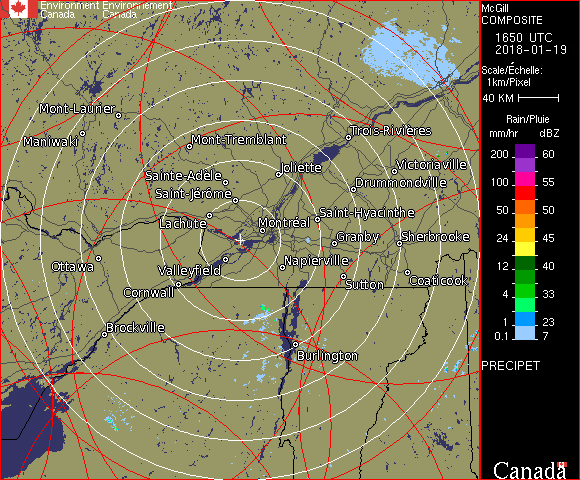 Environment Environnement
Canada Canada
McGill
COMPOSITE
1650 UTC
2018-01-19
Scale/Échelle:
1km/Pixel
40 KM
Rain/Pluie
mm/hr dBZ
200 60
100 55
50 50
24 45
12 40
4 33
1 23
0.1 7
PRECIPET
Canada
Mont-Laurier
Maniwaki
Mont-Tremblant
Trois-Rivières
Joliette
Victoriaville
Sainte-Adèle
Drummondville
Saint-Jérôme
Saint-Hyacinthe
Lachute
Montréal
Granby
Sherbrooke
Ottawa
Valleyfield
Napierville
Cornwall
Sutton
Coaticook
Brockville
Burlington